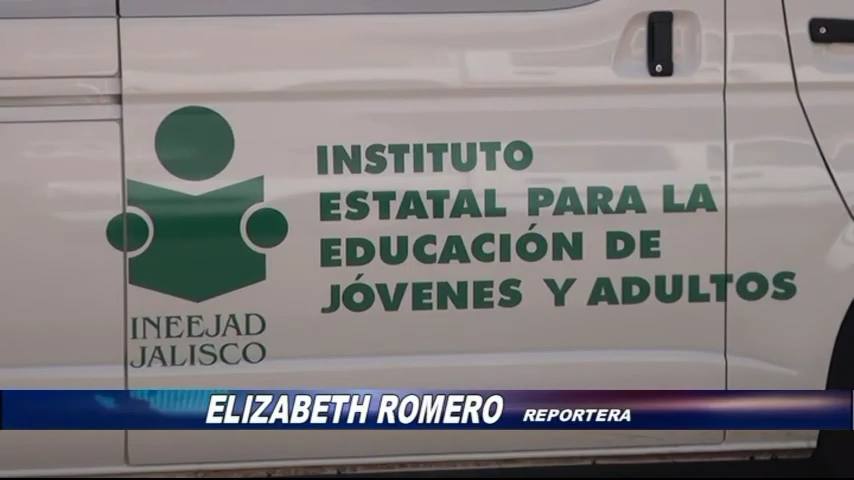 INSTITUTO
ESTATAL PARA LA
EDUCACIÓN DE
JÓVENES Y ADULTOS
INEEJAD
JALISCO
ELIZABETH ROMERO REPORTERA